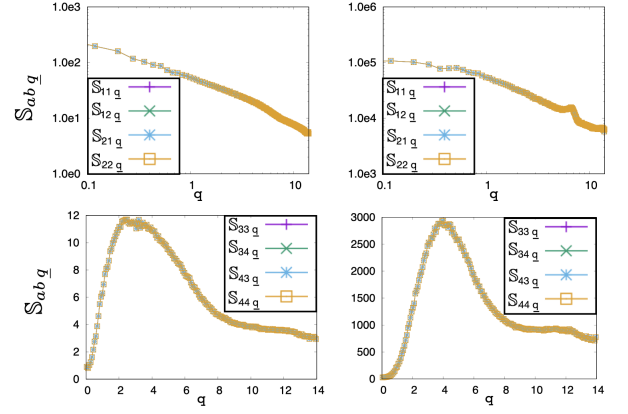 1.0e3
1.0e2
1.0e1
1.0e0
0.1 1 10
q
𝕊ab q
𝕊11 q
𝕊12 q
𝕊21 q
𝕊22 q
1.0e6
1.0e5
1.0e4
1.0e3
0.1 1 10
q
𝕊11 q
𝕊12 q
𝕊21 q
𝕊22 q
12
10
8
6
4
2
0
0 2 4 6 8 10 12 14
q
𝕊ab q
𝕊33 q
𝕊34 q
𝕊43 q
𝕊44 q
3000
2500
2000
1500
1000
500
0
0 2 4 6 8 10 12 14
q
𝕊33 q
𝕊34 q
𝕊43 q
𝕊44 q